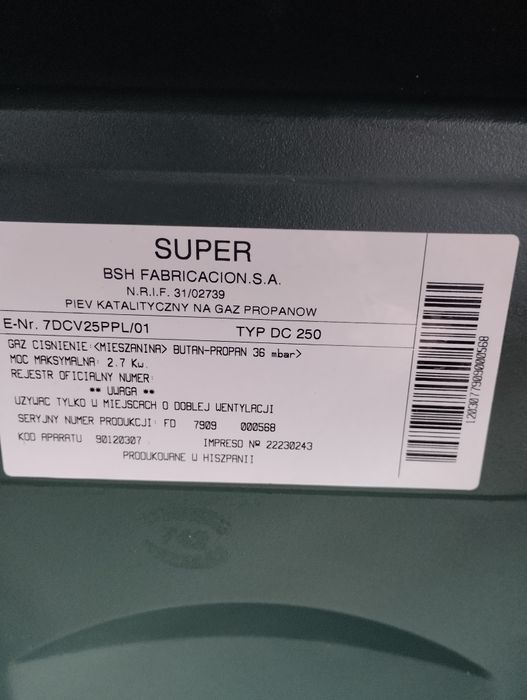 SUPER
BSH FABRICACION.S.A.
N.R.I.F. 31/02739
PIEV KATALITYCZNY NA GAZ PROPANOW
E-Nr. 7DCV25PPL/01 TYP DC 250
GAZ CISNIENIE:<MIESZANINA> BUTAN-PROPAN 36 mbar>
MOC MAKSYMALNA: 2.7 Kw.
REJESTR OFICIALNY NUMER:
** UWAGA **
UZYWAC TYLKO W MIEJSCACH O DOBLEJ WENTYLACJI
SERYJNY NUMER PRODUKCJI: FD 7909 000568
KOD APARATU 90120307 IMPRESO Nº 22230243
PRODUKOWANE W HISZPANII
1203077909000568